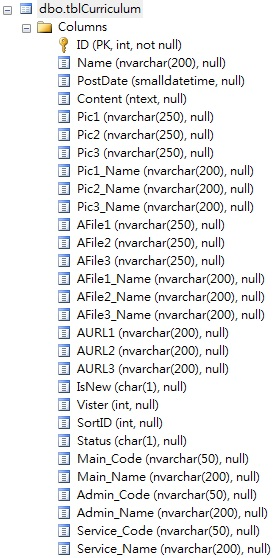 dbo.tblCurriculum
Columns
ID (PK, int, not null)
Name (nvarchar(200), null)
PostDate (smalldatetime, null)
Content (ntext, null)
Pic1 (nvarchar(250), null)
Pic2 (nvarchar(250), null)
Pic3 (nvarchar(250), null)
Pic1_Name (nvarchar(200), null)
Pic2_Name (nvarchar(200), null)
Pic3_Name (nvarchar(200), null)
AFile1 (nvarchar(250), null)
AFile2 (nvarchar(250), null)
AFile3 (nvarchar(250), null)
AFile1_Name (nvarchar(200), null)
AFile2_Name (nvarchar(200), null)
AFile3_Name (nvarchar(200), null)
AURL1 (nvarchar(200), null)
AURL2 (nvarchar(200), null)
AURL3 (nvarchar(200), null)
IsNew (char(1), null)
Vister (int, null)
SortID (int, null)
Status (char(1), null)
Main_Code (nvarchar(50), null)
Main_Name (nvarchar(200), null)
Admin_Code (nvarchar(50), null)
Admin_Name (nvarchar(200), null)
Service_Code (nvarchar(50), null)
Service_Name (nvarchar(200), null)